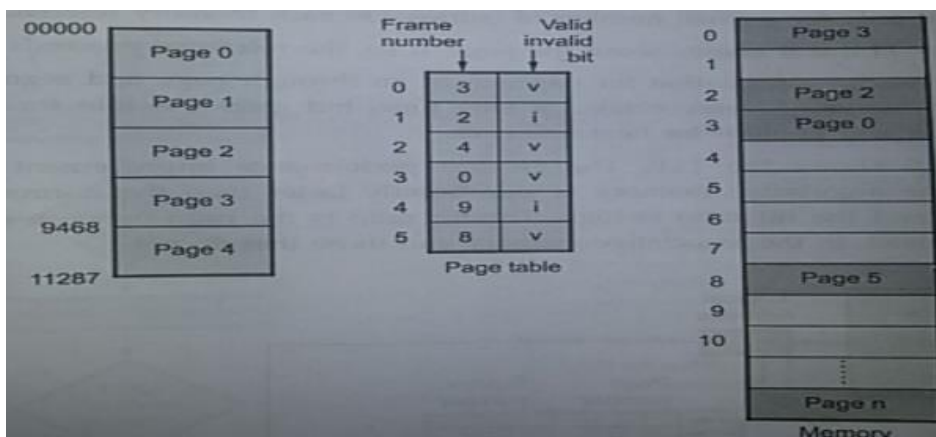 00000
Page 0
Page 1
Page 2
Page 3
9468
Page 4
11287
Frame number
Valid invalid bit
0 3 v
1 2 i
2 4 v
3 0 v
4 9 i
5 8 v
Page table
0 Page 3
1
2 Page 2
3 Page 0
4
5
6
7
8 Page 5
9
10
Page n
Memory